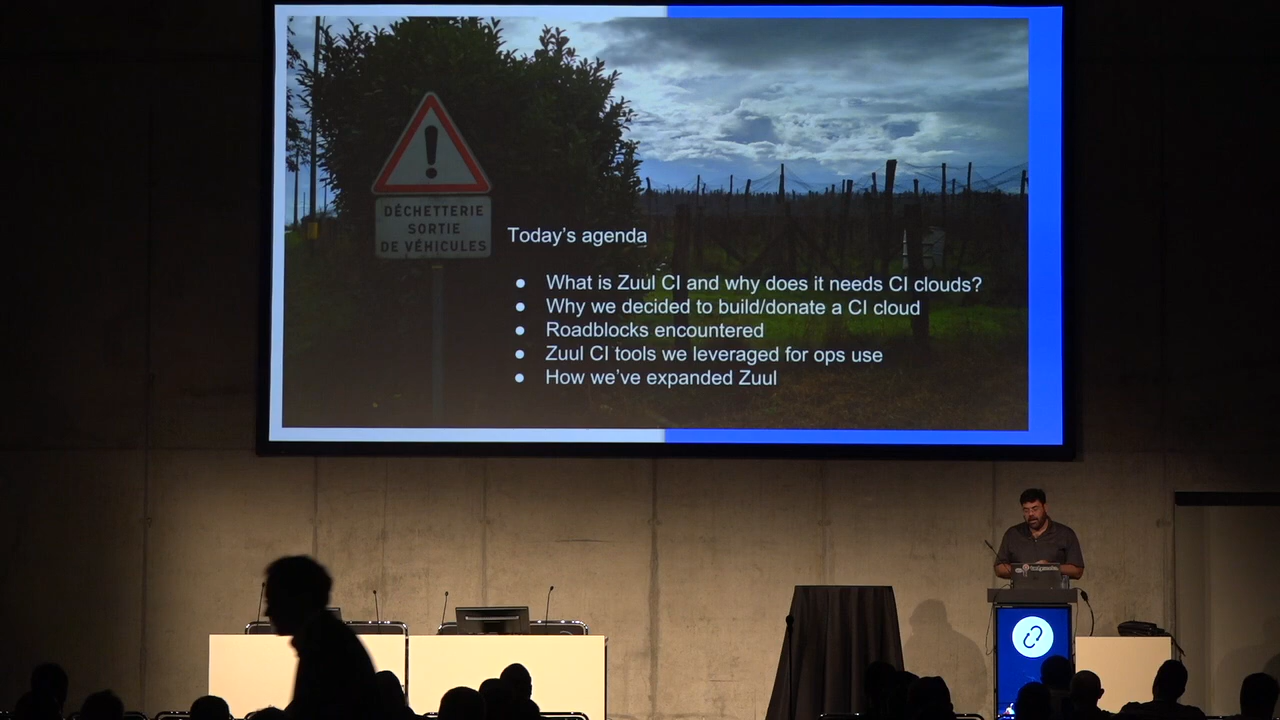 DÉCHETTERIE
SORTIE
DE VÉHICULES
Today's agenda
● What is Zuul CI and why does it needs CI clouds?
● Why we decided to build/donate a CI cloud
● Roadblocks encountered
● Zuul CI tools we leveraged for ops use
● How we've expanded Zuul